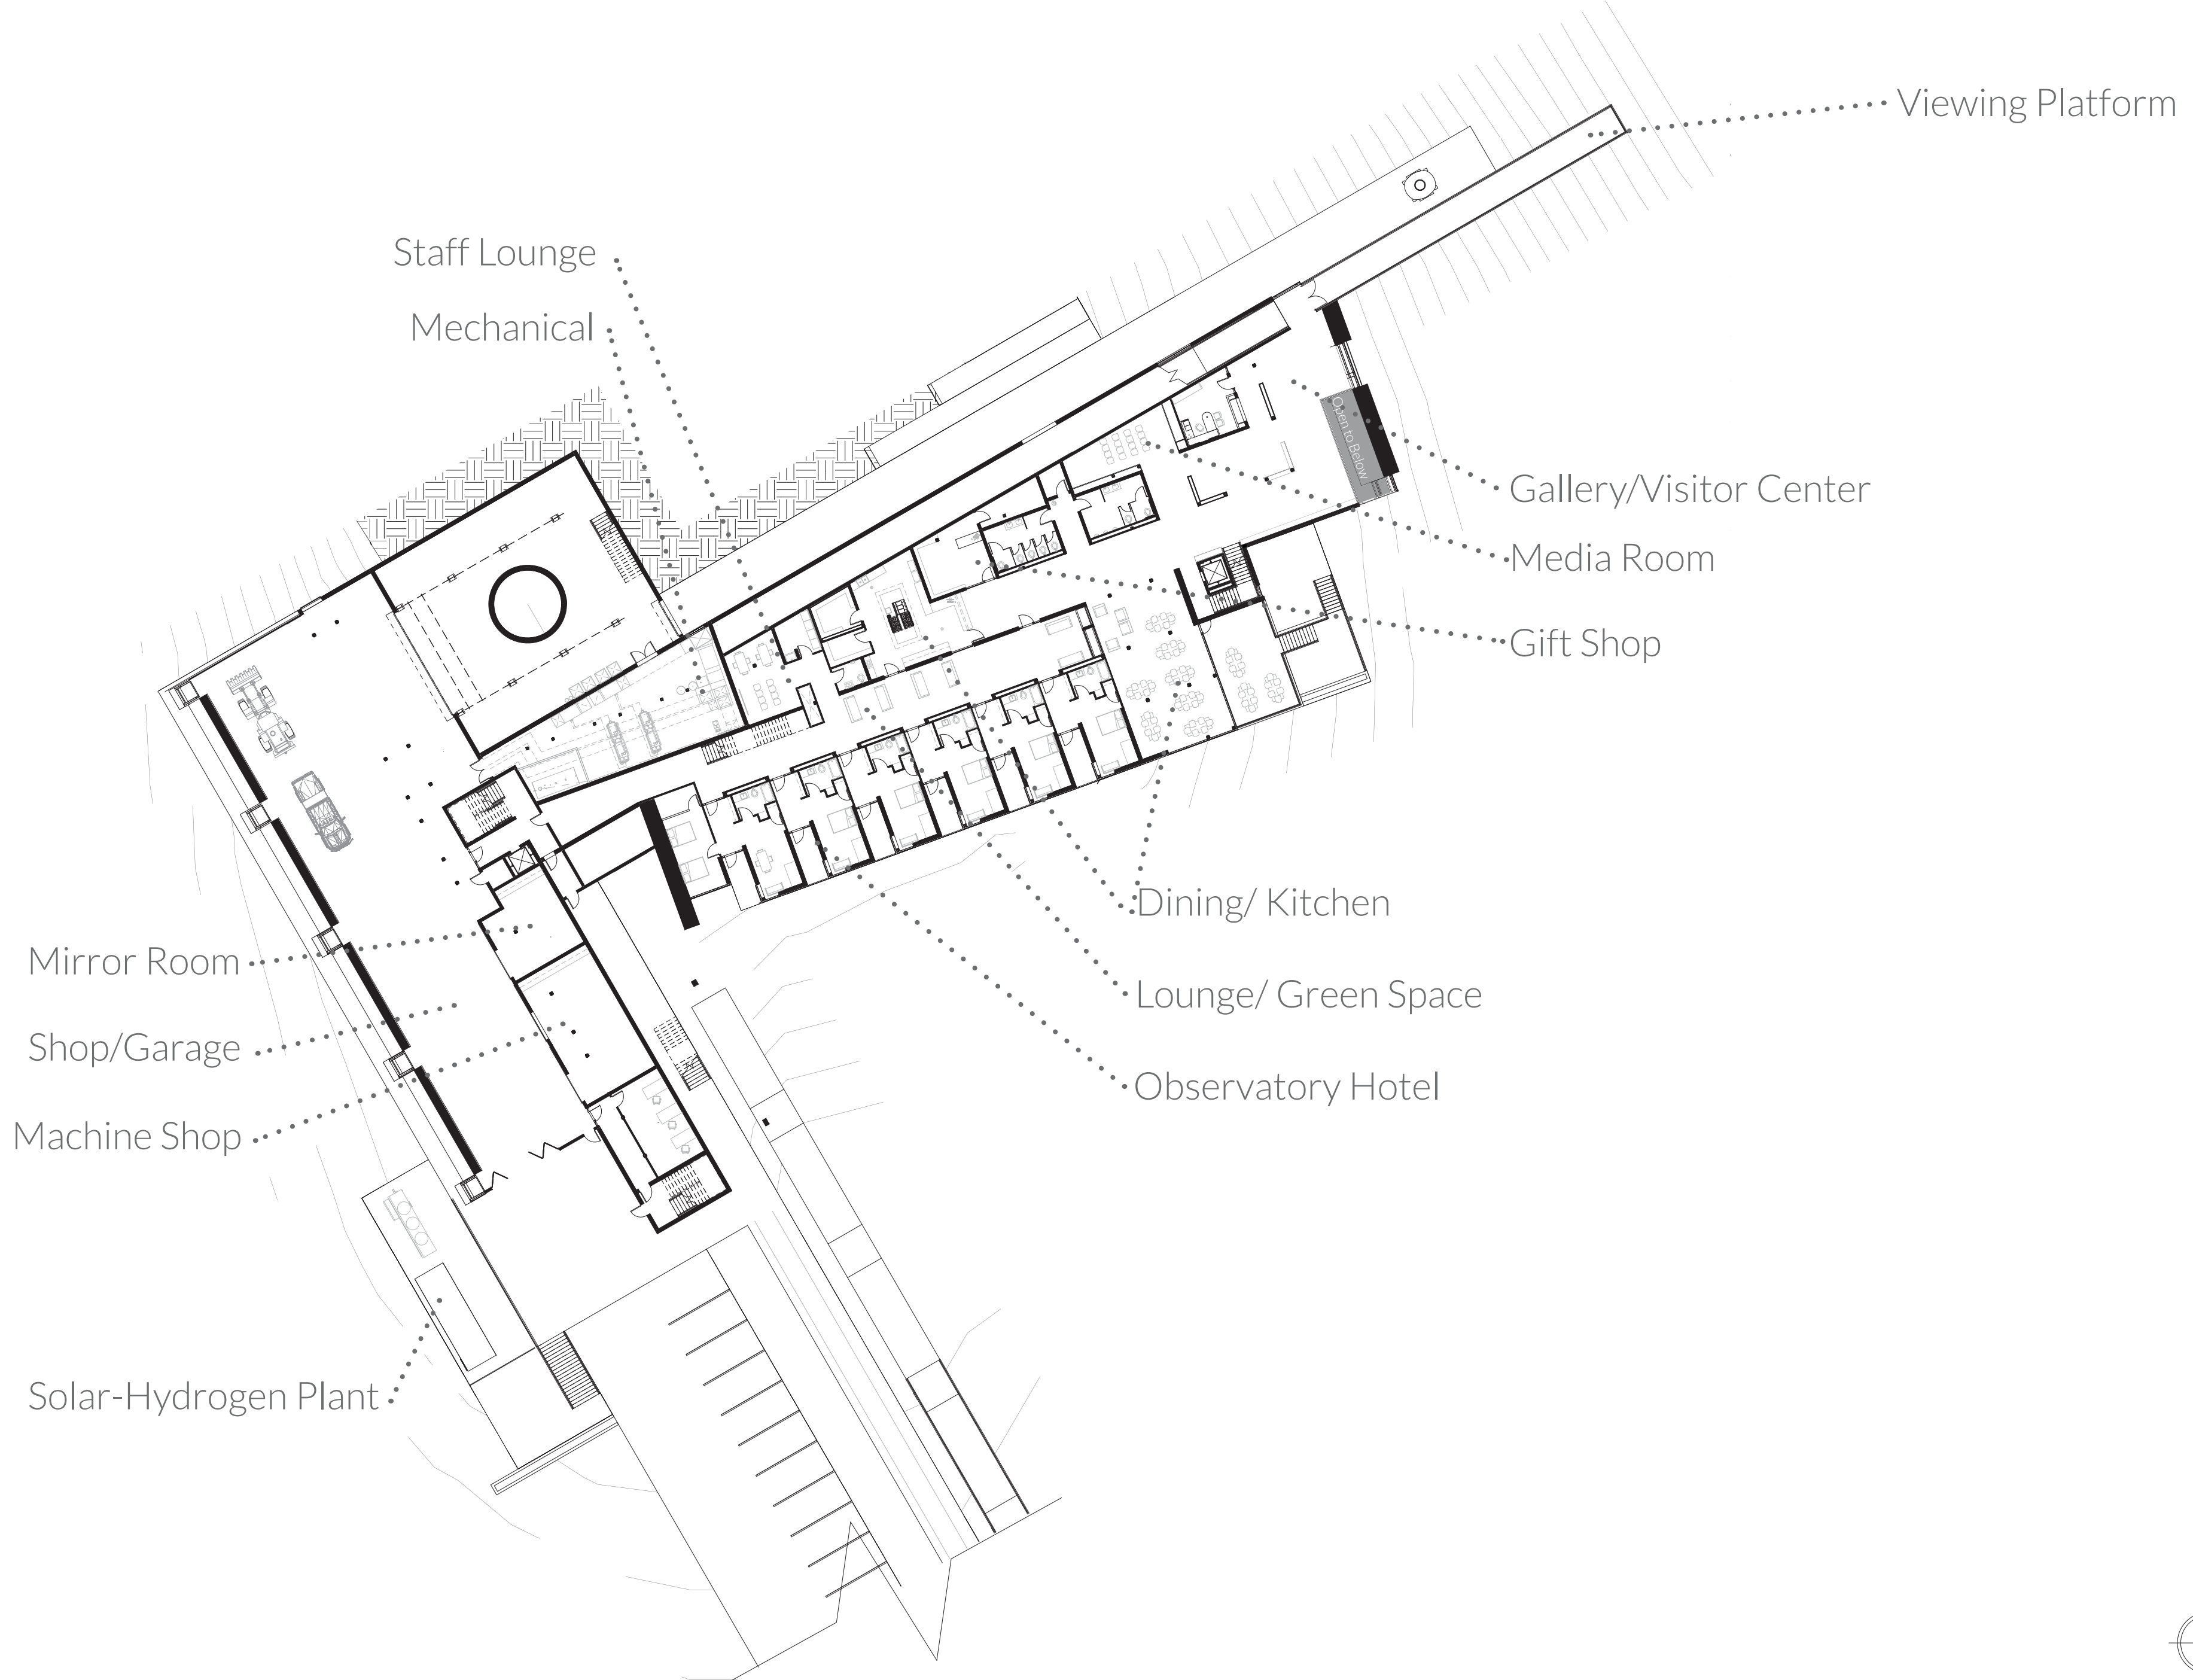 Viewing Platform
Staff Lounge
Mechanical
Open to Below
Gallery/Visitor Center
Media Room
Gift Shop
Dining/ Kitchen
Mirror Room
Lounge/ Green Space
Shop/Garage
Observatory Hotel
Machine Shop
Solar-Hydrogen Plant